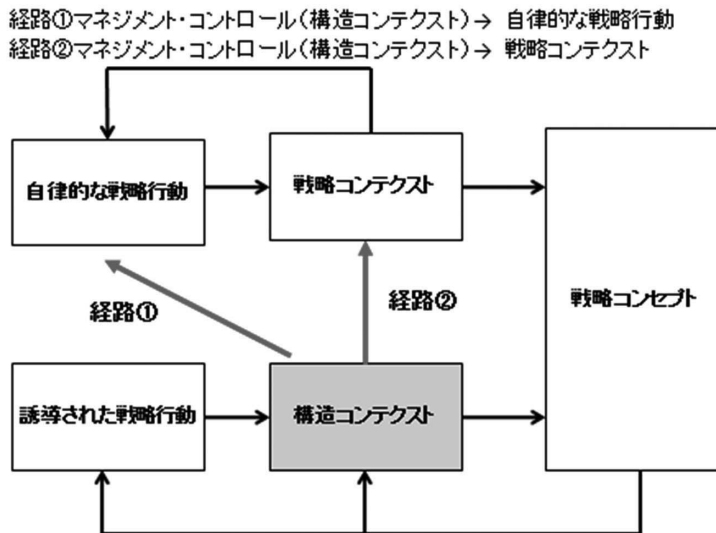 経路①マネジメント・コントロール(構造コンテクスト)→ 自律的な戦略行動
経路②マネジメント・コントロール(構造コンテクスト)→ 戦略コンテクスト
自律的な戦略行動
戦略コンテクスト
戦略コンセプト
経路①
経路②
誘導された戦略行動
構造コンテクスト